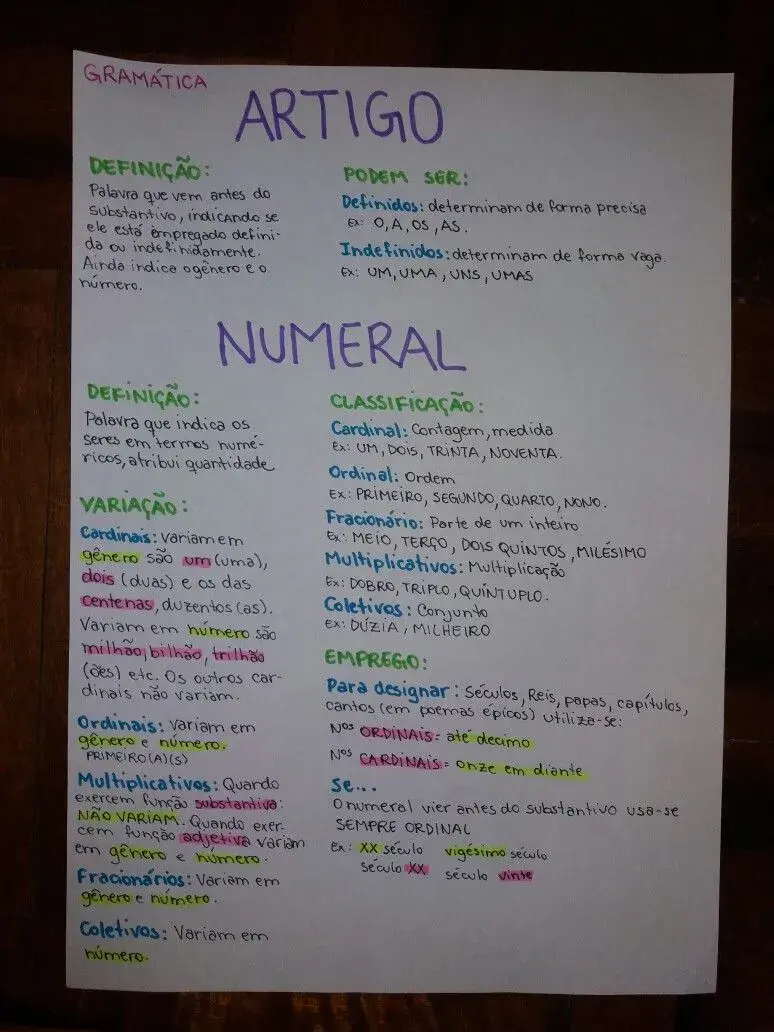 GRAMÁTICA
ARTIGO
DEFINIÇÃO:
Palavra que vem antes do
substantivo, indicando se
ele está empregado defini-
da ou indefinidamente.
Ainda indica o gênero e o
número.
PODEM SER:
Definidos: determinam de forma precisa
Ex: O, A, OS, AS.
Indefinidos: determinam de forma vaga.
Ex: UM, UMA, UNS, UMAS
NUMERAL
DEFINIÇÃO:
Palavra que indica os
seres em termos numé-
ricos, atribui quantidade
VARIAÇÃO:
Cardinais: variam em
gênero são um (uma),
dois (duas) e os das
centenas, duzentos (as).
Variam em número são
milhão, bilhão, trilhão
(ões) etc. Os outros car-
dinais não variam.
Ordinais: variam em
gênero e número.
PRIMEIRO(A)(S)
Multiplicativos: Quando
exercem função substantiva:
NÃO VARIAM. Quando exer-
cem função adjetiva variam
em gênero e número.
Fracionários: Variam em
gênero e número.
Coletivos: Variam em
número.
CLASSIFICAÇÃO:
Cardinal: Contagem, medida
Ex: UM, DOIS, TRINTA, NOVENTA.
Ordinal: Ordem
Ex: PRIMEIRO, SEGUNDO, QUARTO, NONO.
Fracionário: Parte de um inteiro
Ex: MEIO, TERÇO, DOIS QUINTOS, MILÉSIMO
Multiplicativos: Multiplicação
Ex: DOBRO, TRIPLO, QUÍNTUPLO.
Coletivos: Conjunto
Ex: DÚZIA, MILHEIRO
EMPREGO:
Para designar: Séculos, Reis, papas, capítulos,
cantos (em poemas épicos) utiliza-se:
Nos ORDINAIS = até decimo
Nos CARDINAIS = onze em diante
Se...
O numeral vier antes do substantivo usa-se
SEMPRE ORDINAL
Ex: XX século vigésimo século
século XX século vinte